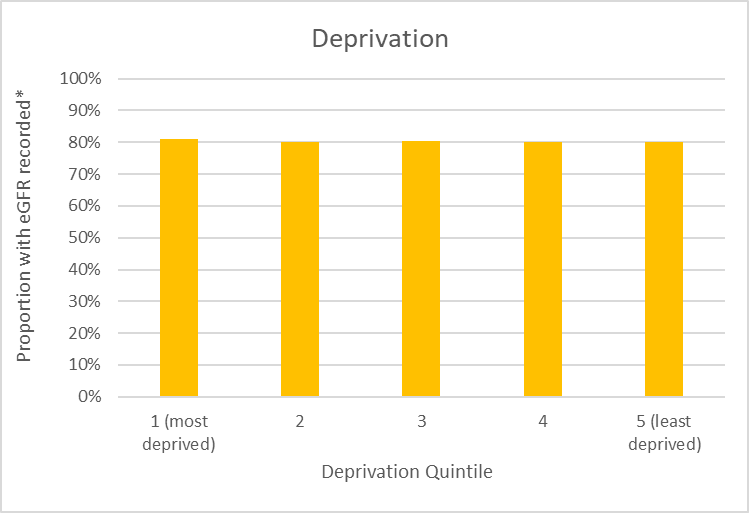 Deprivation
Proportion with eGFR recorded*
100%
90%
80%
70%
60%
50%
40%
30%
20%
10%
0%
1 (most
deprived)
2
3
4
5 (least
deprived)
Deprivation Quintile